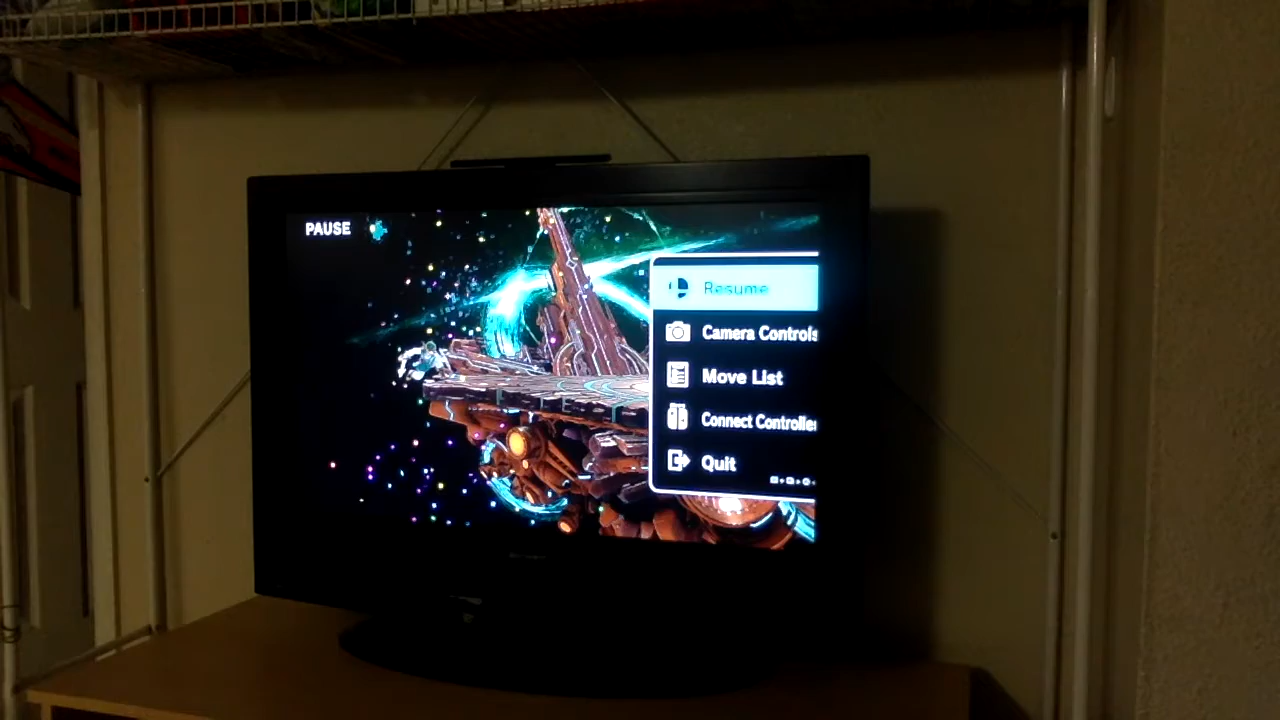 PAUSE
Resume
Camera Controls
Move List
Connect Controller
Quit